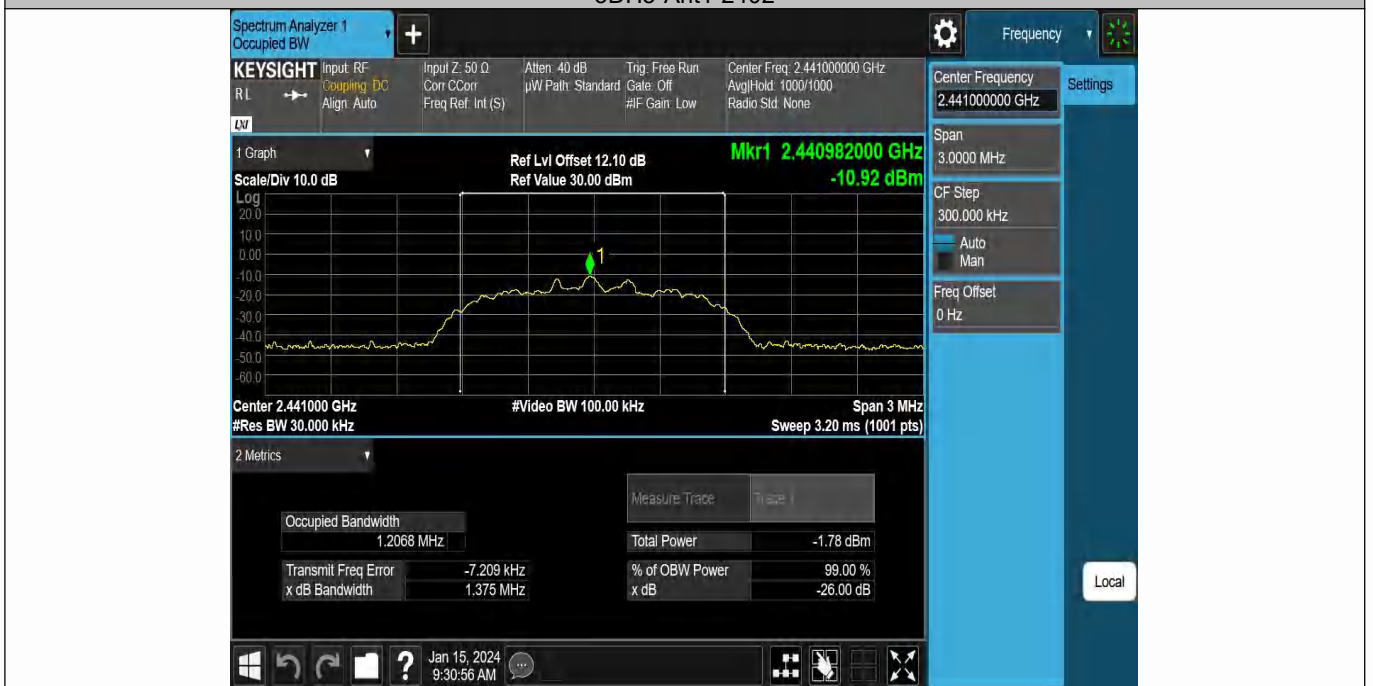 Spectrum Analyzer 1
Occupied BW
Frequency
KEYSIGHT
Input: RF
Input Z: 50 Ω
Atten: 40 dB
Trig: Free Run
Center Freq: 2.441000000 GHz
RL
Coupling: DC
Corr CCorr
µW Path: Standard
Gate: Off
Avg|Hold: 1000/1000
Align: Auto
Freq Ref: Int (S)
#IF Gain: Low
Radio Std: None
LXI
Center Frequency
2.441000000 GHz
Settings
Span
3.0000 MHz
CF Step
300.000 kHz
Auto
Man
Freq Offset
0 Hz
Local
1 Graph
Ref Lvl Offset 12.10 dB
Mkr1 2.440982000 GHz
Scale/Div 10.0 dB
Ref Value 30.00 dBm
-10.92 dBm
Log
20.0
10.0
0.00
-10.0
-20.0
-30.0
-40.0
-50.0
-60.0
1
Center 2.441000 GHz
#Video BW 100.00 kHz
Span 3 MHz
#Res BW 30.000 kHz
Sweep 3.20 ms (1001 pts)
2 Metrics
Measure Trace
Trace 1
Occupied Bandwidth
1.2068 MHz
Total Power
-1.78 dBm
Transmit Freq Error
-7.209 kHz
% of OBW Power
99.00 %
x dB Bandwidth
1.375 MHz
x dB
-26.00 dB
?
Jan 15, 2024
9:30:56 AM